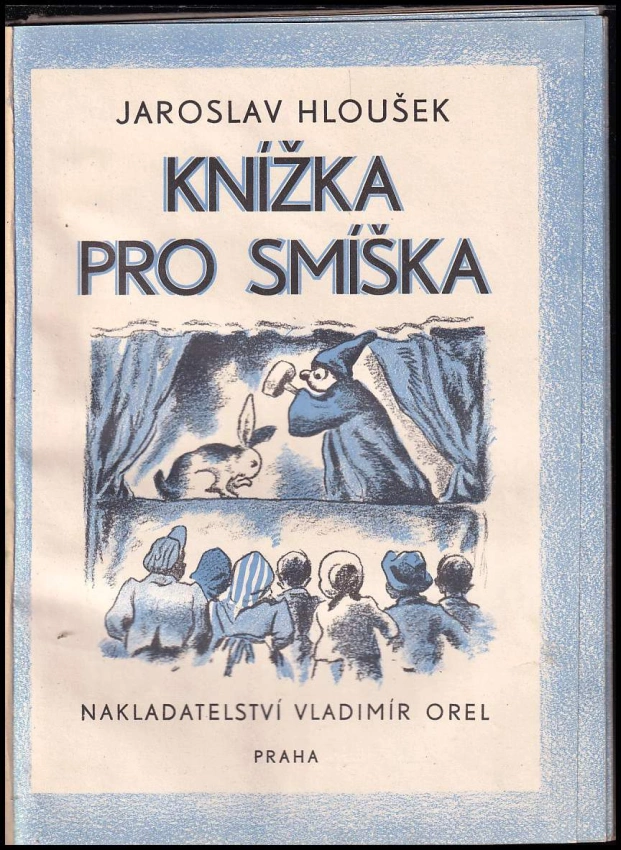 JAROSLAV HLOUŠEK
KNÍŽKA
PRO SMÍŠKA
NAKLADATELSTVÍ VLADIMÍR OREL
PRAHA